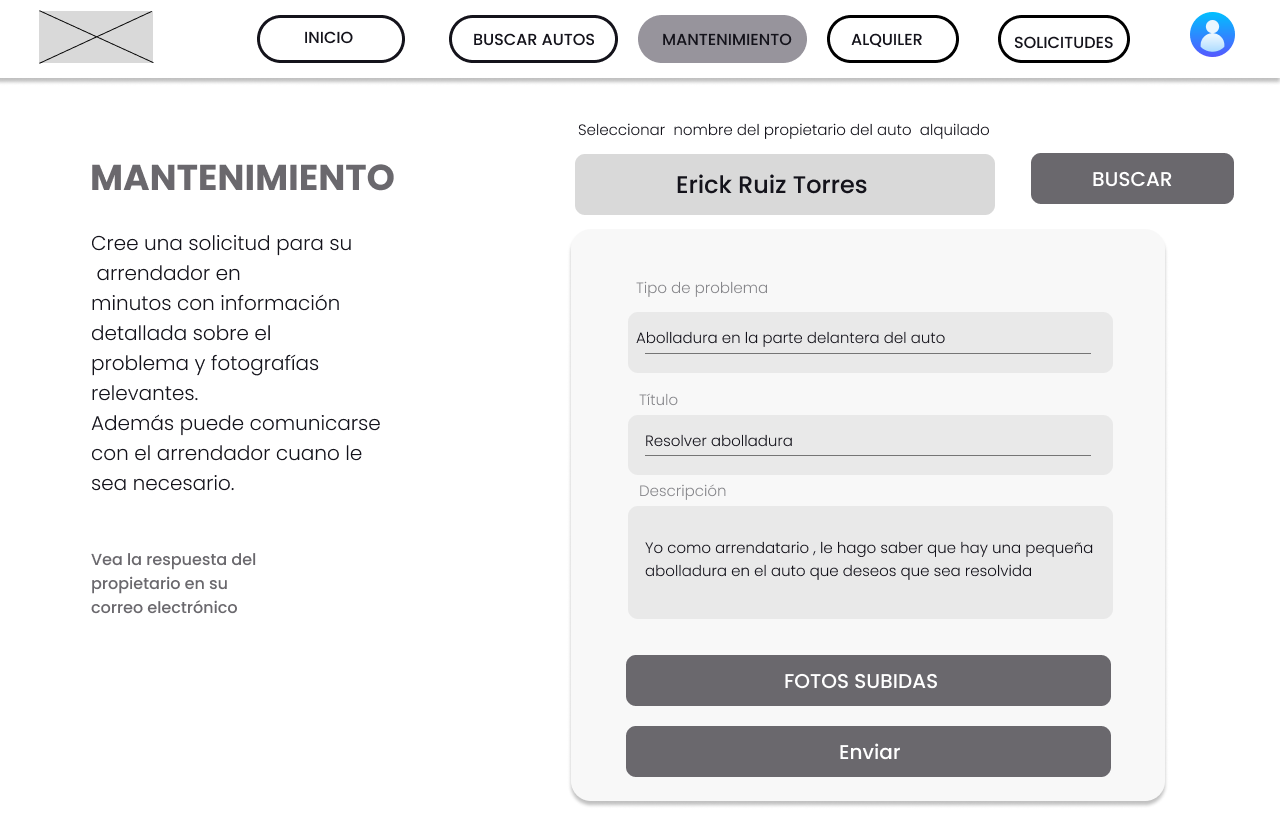 INICIO
BUSCAR AUTOS
MANTENIMIENTO
ALQUILER
SOLICITUDES
MANTENIMIENTO
Cree una solicitud para su
arrendador en
minutos con información
detallada sobre el
problema y fotografías
relevantes.
Además puede comunicarse
con el arrendador cuano le
sea necesario.
Vea la respuesta del
propietario en su
correo electrónico
Seleccionar nombre del propietario del auto alquilado
Erick Ruiz Torres
BUSCAR
Tipo de problema
Abolladura en la parte delantera del auto
Título
Resolver abolladura
Descripción
Yo como arrendatario , le hago saber que hay una pequeña
abolladura en el auto que deseos que sea resolvida
FOTOS SUBIDAS
Enviar